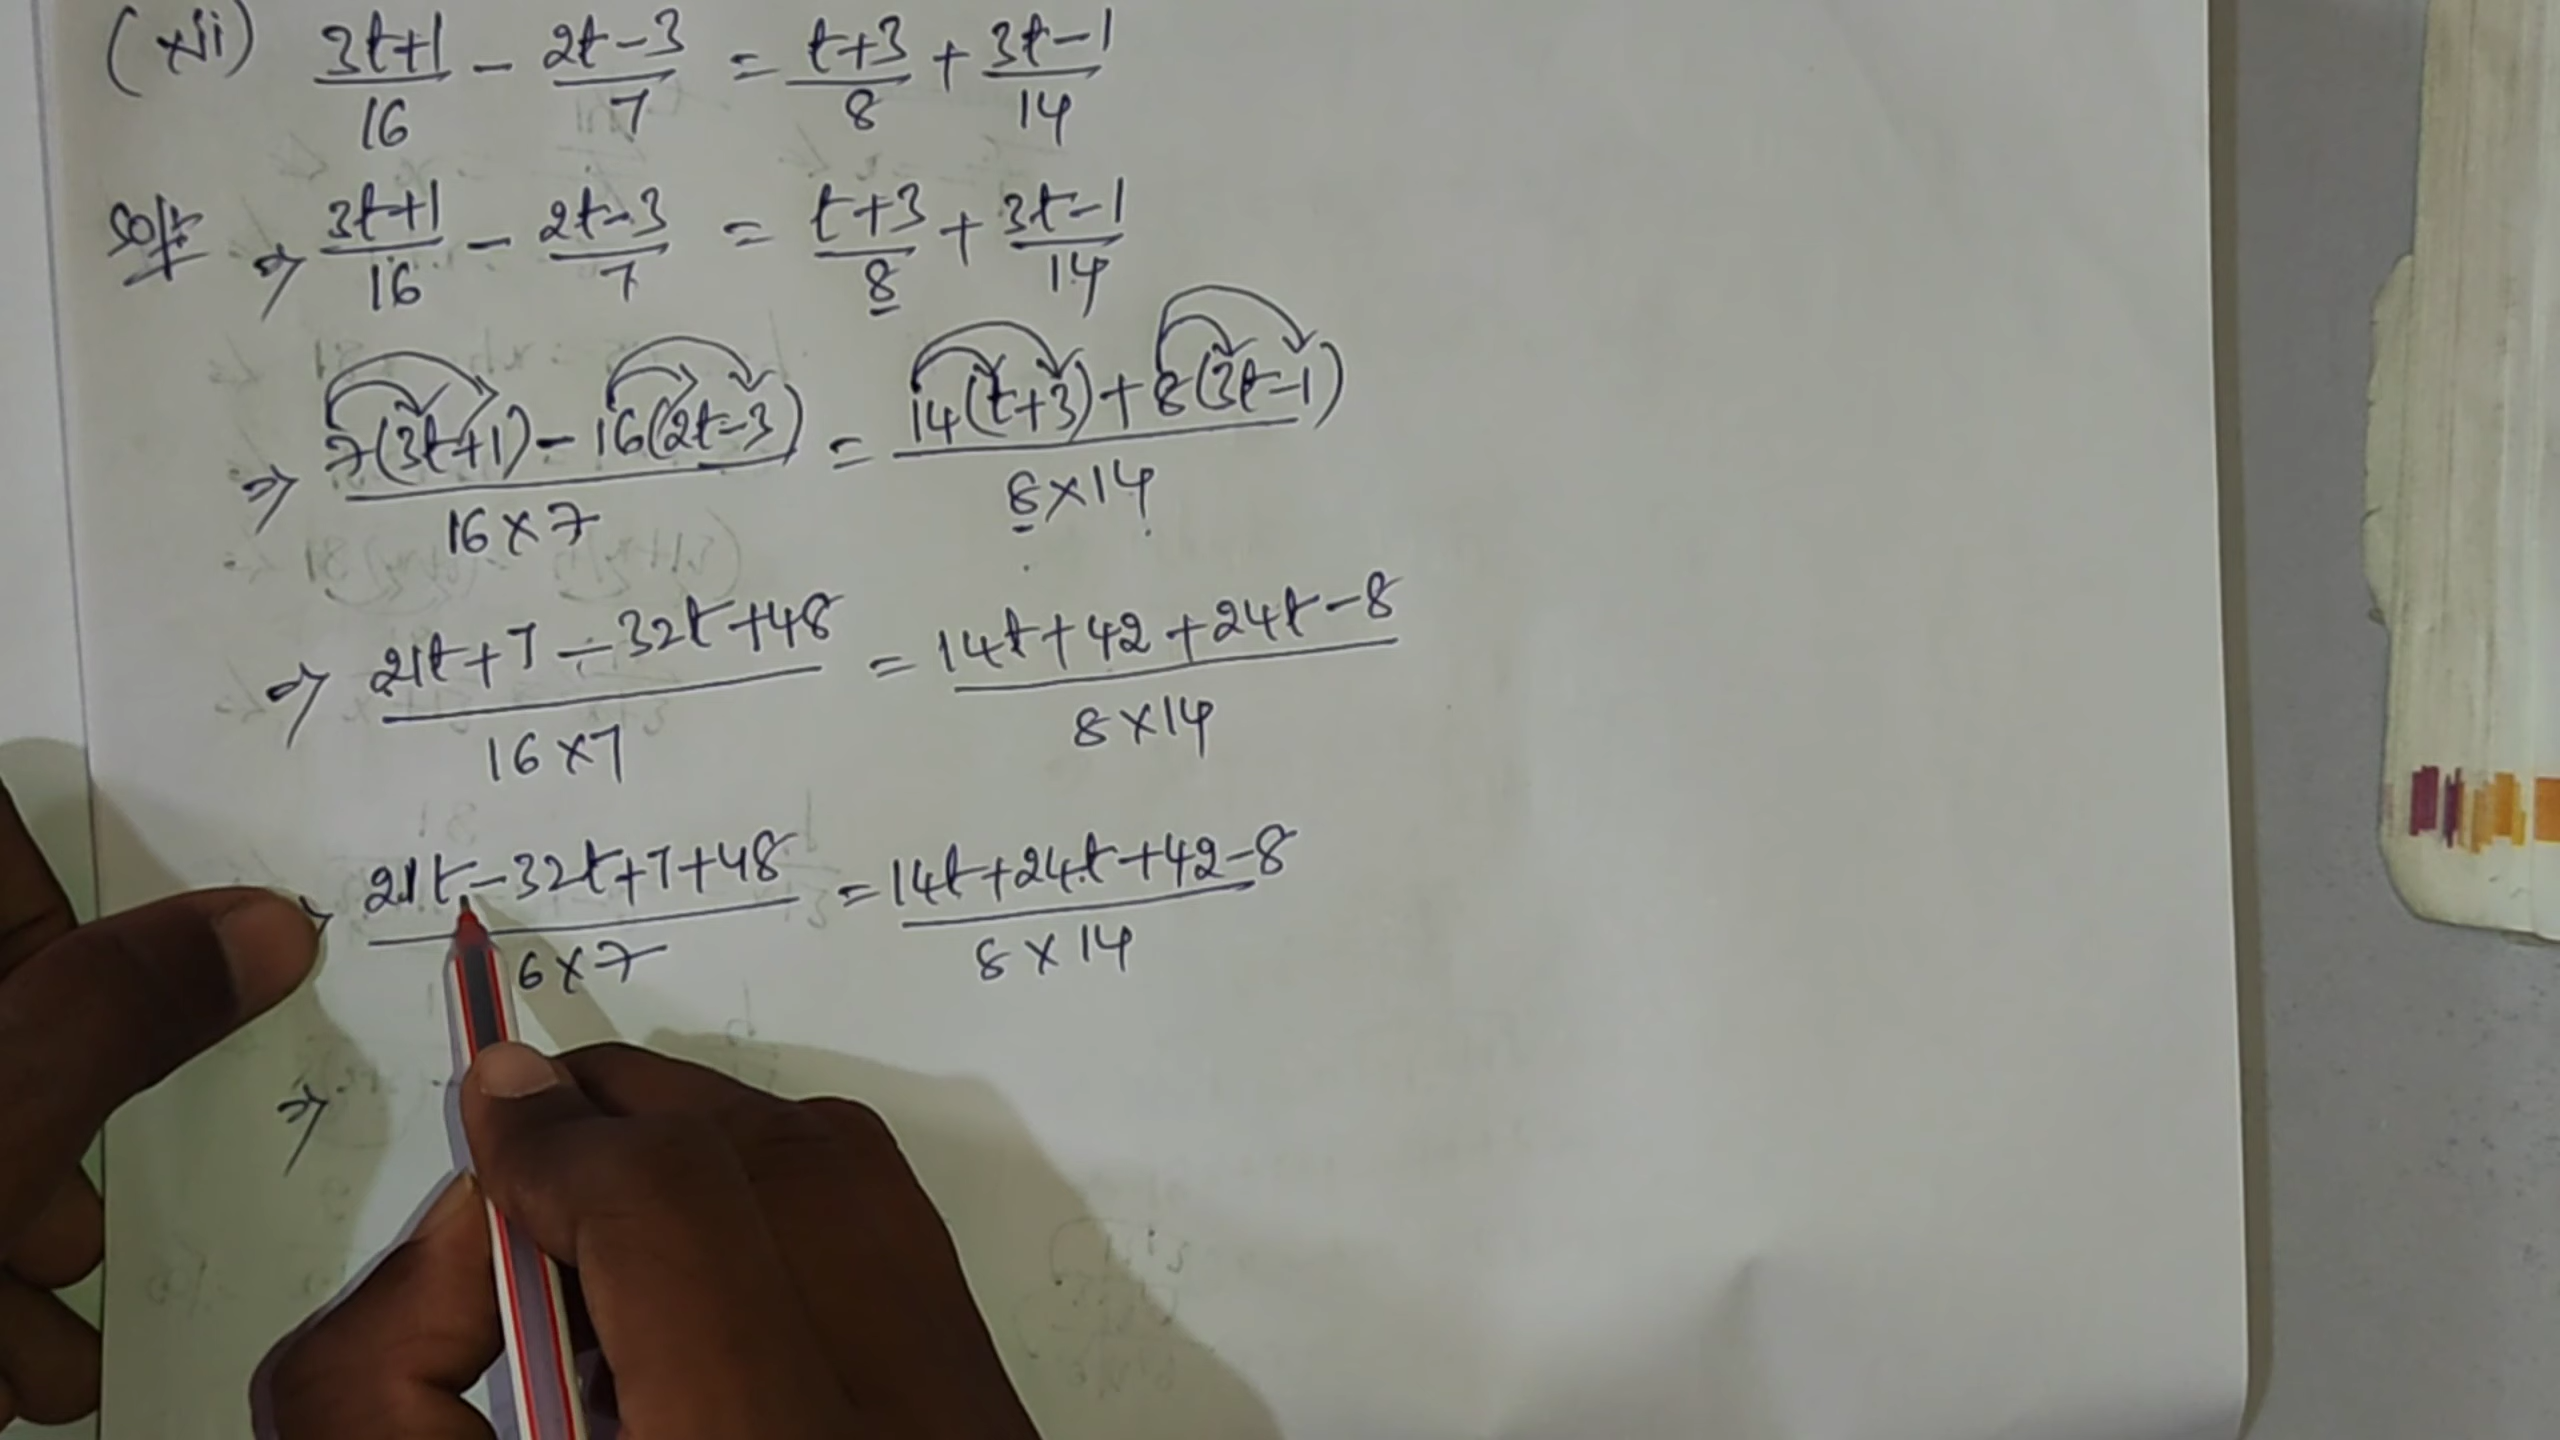 (xii) 3t+1/16 - 2t-3/7 = t+3/8 + 3t-1/14
Soln ⇒ 3t+1/16 - 2t-3/7 = t+3/8 + 3t-1/14
⇒ 7(3t+1)-16(2t-3)/16×7 = 14(t+3)+8(3t-1)/8×14
⇒ 21t+7-32t+48/16×7 = 14t+42+24t-8/8×14
21t-32t+7+48/6×7 = 14t+24t+42-8/8×14
⇒